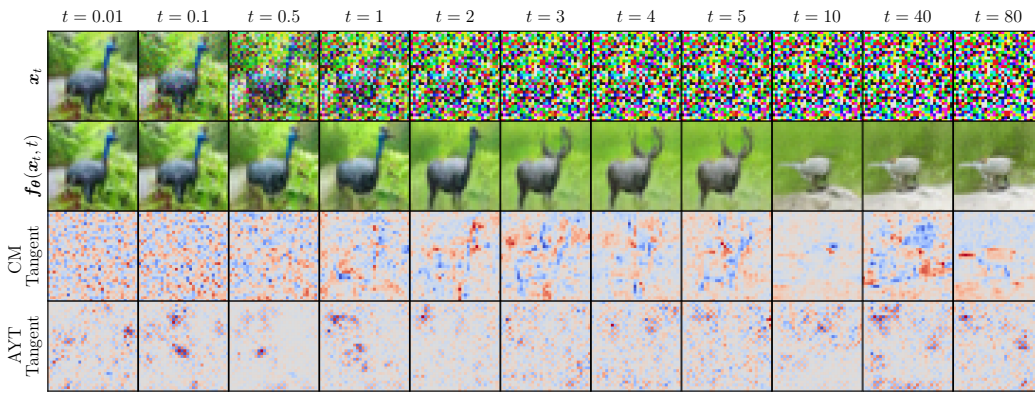 t = 0.01 t = 0.1 t = 0.5 t = 1 t = 2 t = 3 t = 4 t = 5 t = 10 t = 40 t = 80
x_t
f_θ(x_t, t)
CM
Tangent
AYT
Tangent